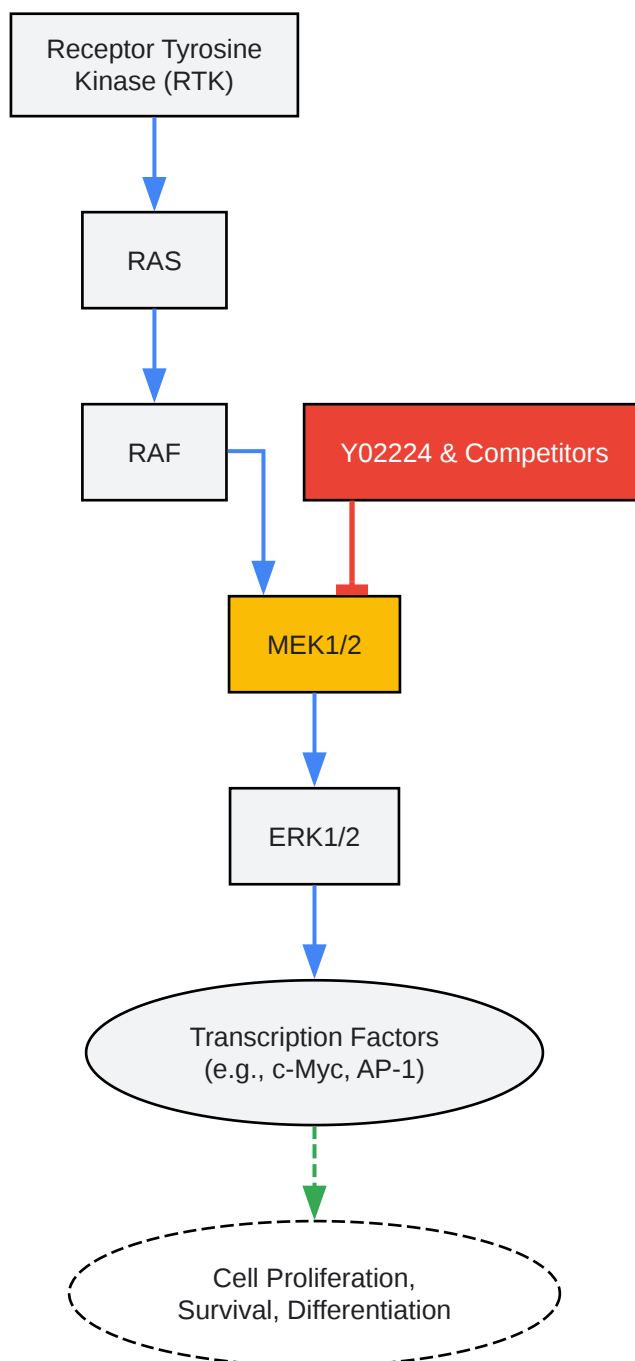 Receptor Tyrosine
Kinase (RTK)
RAS
RAF
Y02224 & Competitors
MEK1/2
ERK1/2
Transcription Factors
(e.g., c-Myc, AP-1)
Cell Proliferation,
Survival, Differentiation